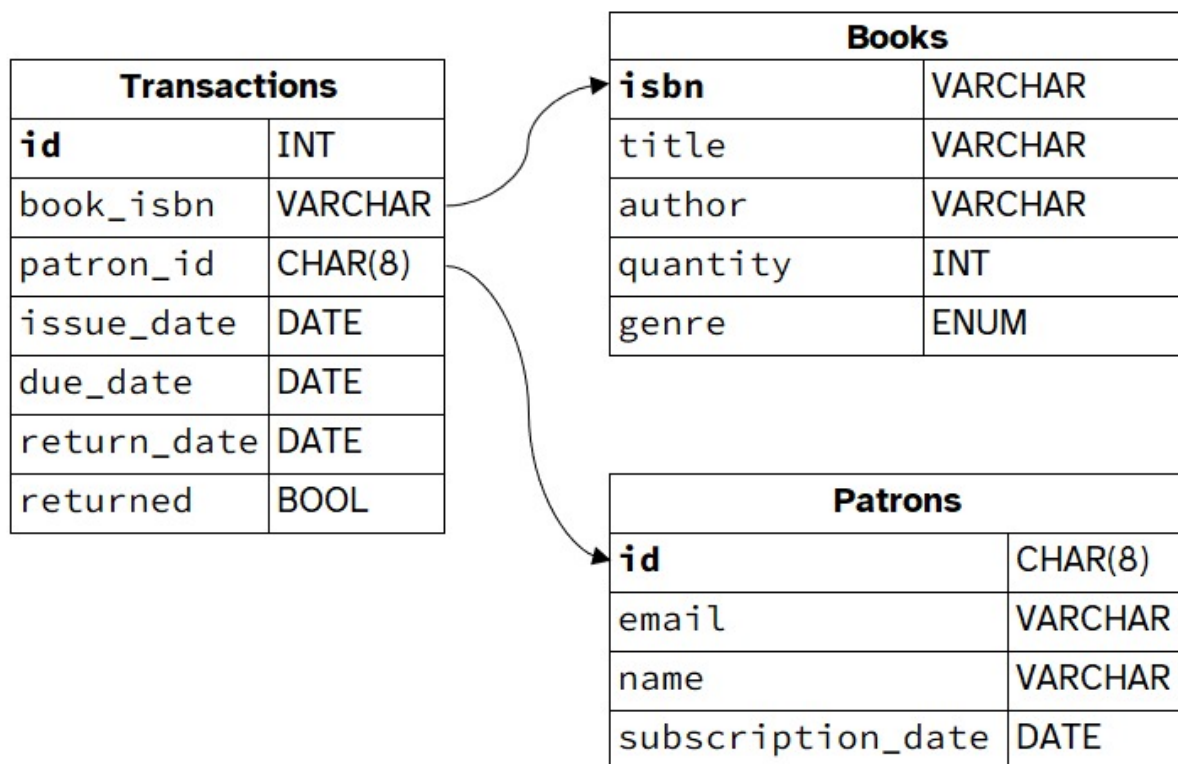 Transactions
id INT
book_isbn VARCHAR
patron_id CHAR(8)
issue_date DATE
due_date DATE
return_date DATE
returned BOOL
Books
isbn VARCHAR
title VARCHAR
author VARCHAR
quantity INT
genre ENUM
Patrons
id CHAR(8)
email VARCHAR
name VARCHAR
subscription_date DATE